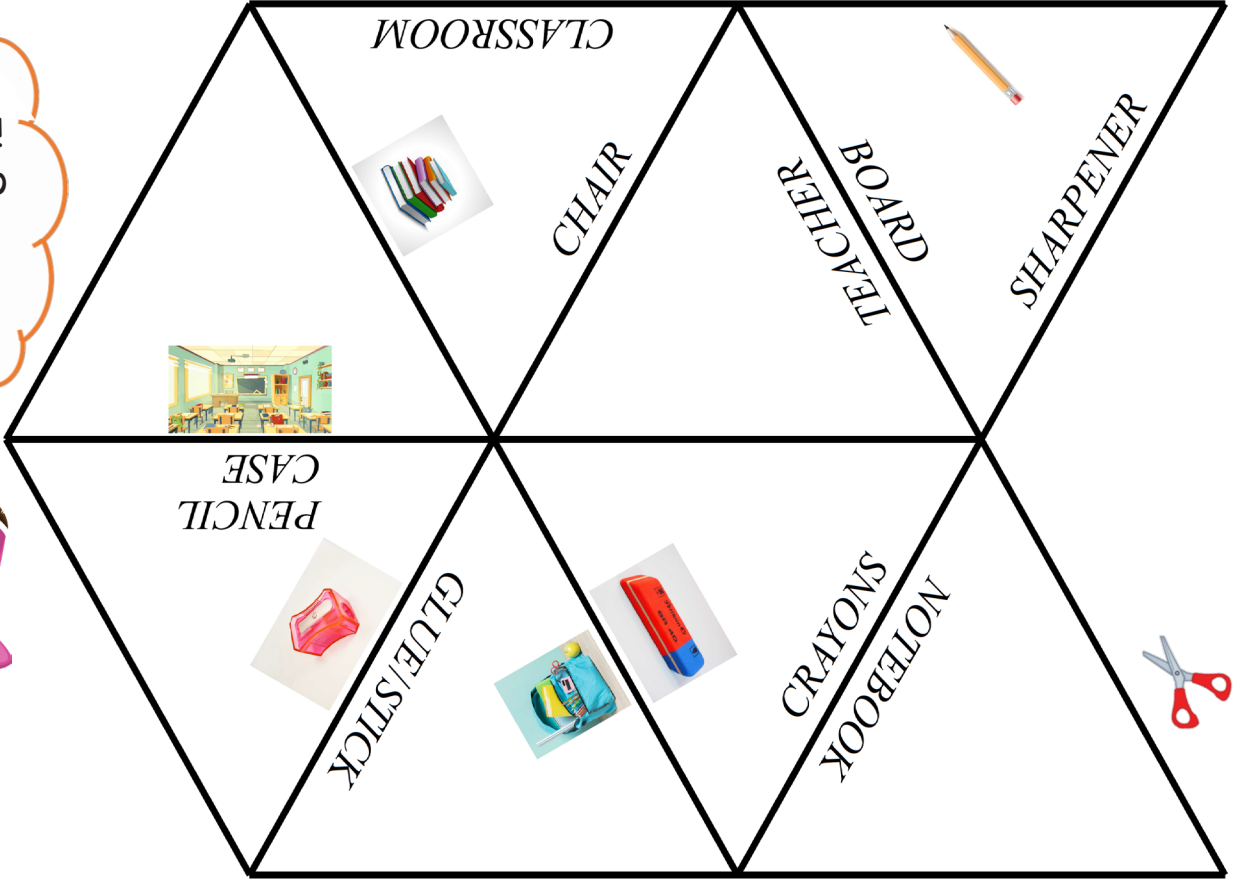 CLASSROOM
CHAIR
TEACHER
BOARD
SHARPENER
PENCIL
CASE
GLUE/STICK
CRAYONS
NOTEBOOK